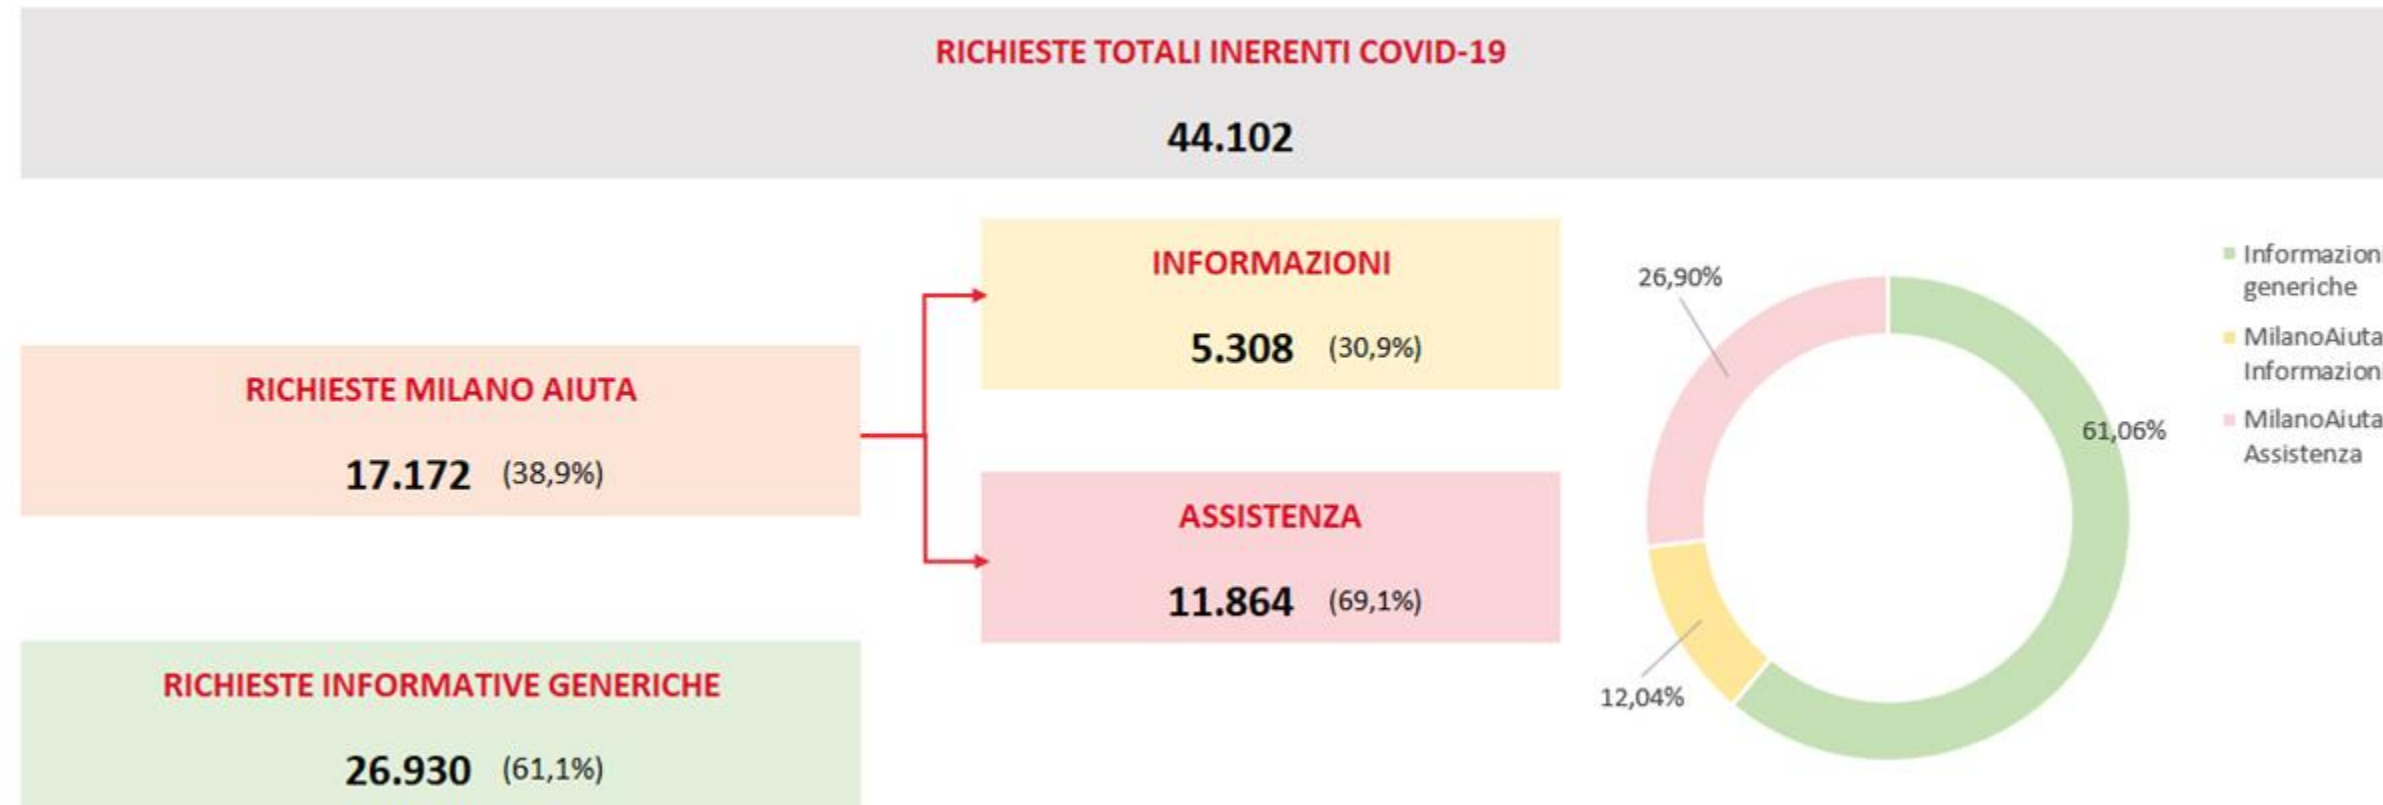 RICHIESTE TOTALI INERENTI COVID-19
44.102
RICHIESTE MILANO AIUTA
17.172 (38,9%)
INFORMAZIONI
5.308 (30,9%)
ASSISTENZA
11.864 (69,1%)
RICHIESTE INFORMATIVE GENERICHE
26.930 (61,1%)
26,90%
61,06%
12,04%
Informazioni
generiche
MilanoAiuta
Informazioni
MilanoAiuta
Assistenza